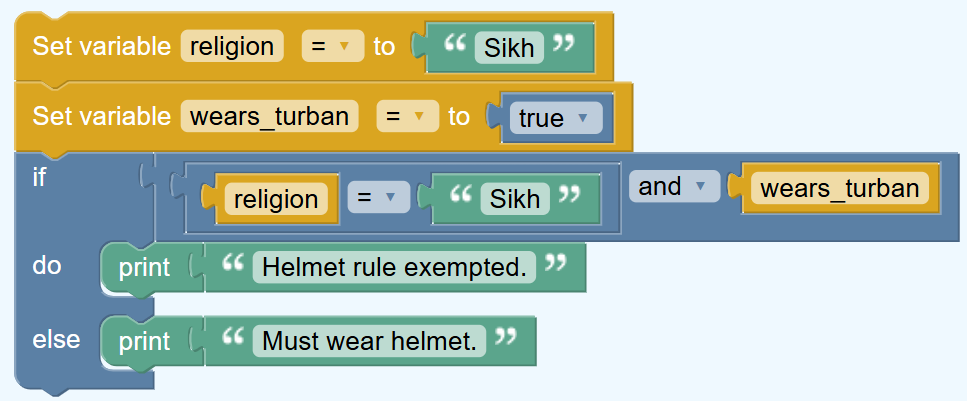 Set variable religion = to “ Sikh ”
Set variable wears_turban = to true
if religion = “ Sikh ” and wears_turban
do print “ Helmet rule exempted. ”
else print “ Must wear helmet. ”